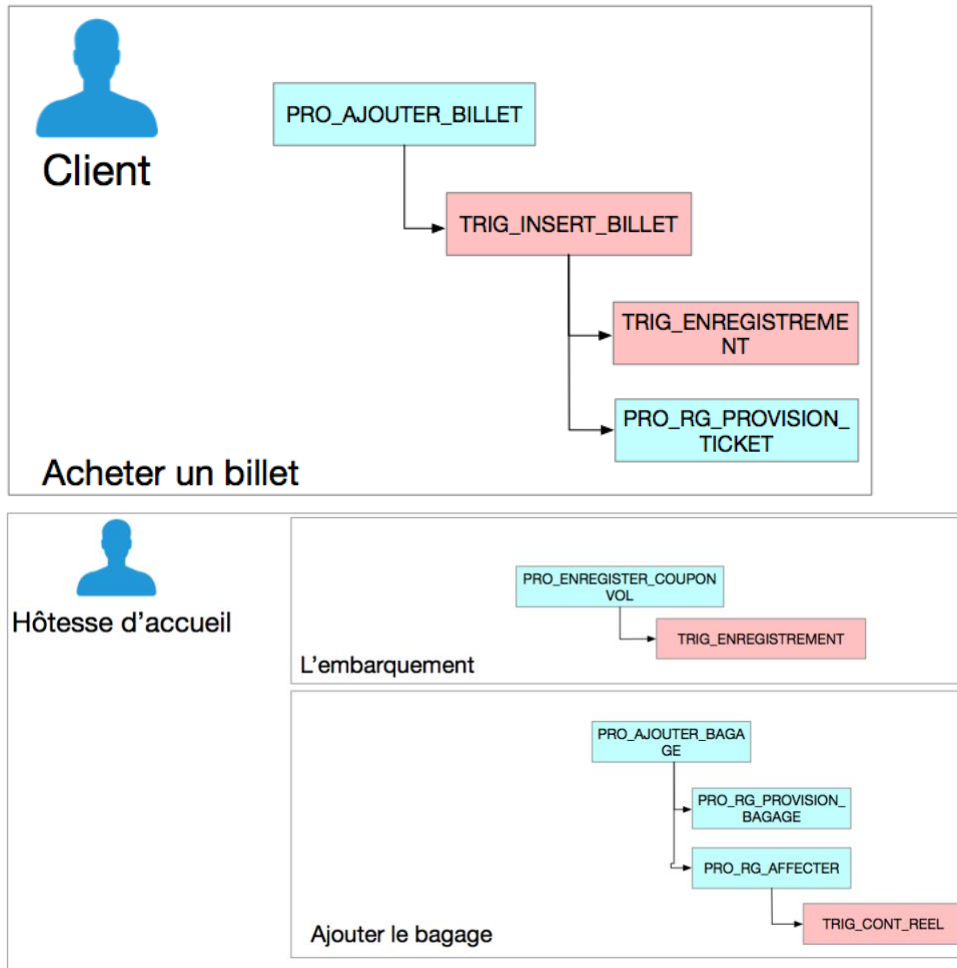 Client
PRO_AJOUTER_BILLET
TRIG_INSERT_BILLET
TRIG_ENREGISTREME
NT
PRO_RG_PROVISION_
TICKET
Acheter un billet
Hôtesse d’accueil
PRO_ENREGISTER_COUPON
VOL
TRIG_ENREGISTREMENT
L’embarquement
PRO_AJOUTER_BAGA
GE
PRO_RG_PROVISION_
BAGAGE
PRO_RG_AFFECTER
TRIG_CONT_REEL
Ajouter le bagage